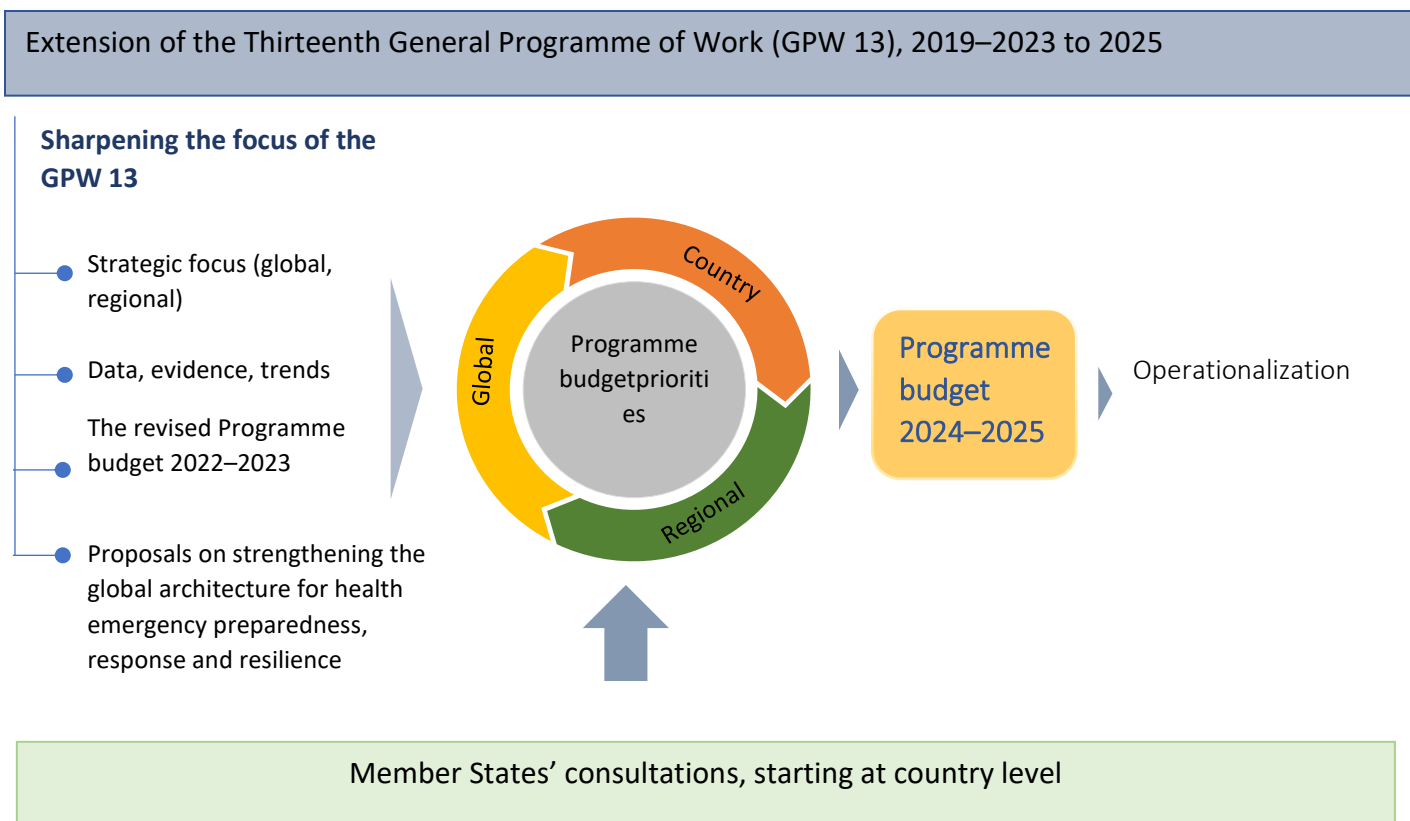 Extension of the Thirteenth General Programme of Work (GPW 13), 2019–2023 to 2025
Sharpening the focus of the
GPW 13
Strategic focus (global,
regional)
Data, evidence, trends
The revised Programme
budget 2022–2023
Proposals on strengthening the
global architecture for health
emergency preparedness,
response and resilience
Global
Country
Regional
Programme
budgetprioriti
es
Programme
budget
2024–2025
Operationalization
Member States’ consultations, starting at country level